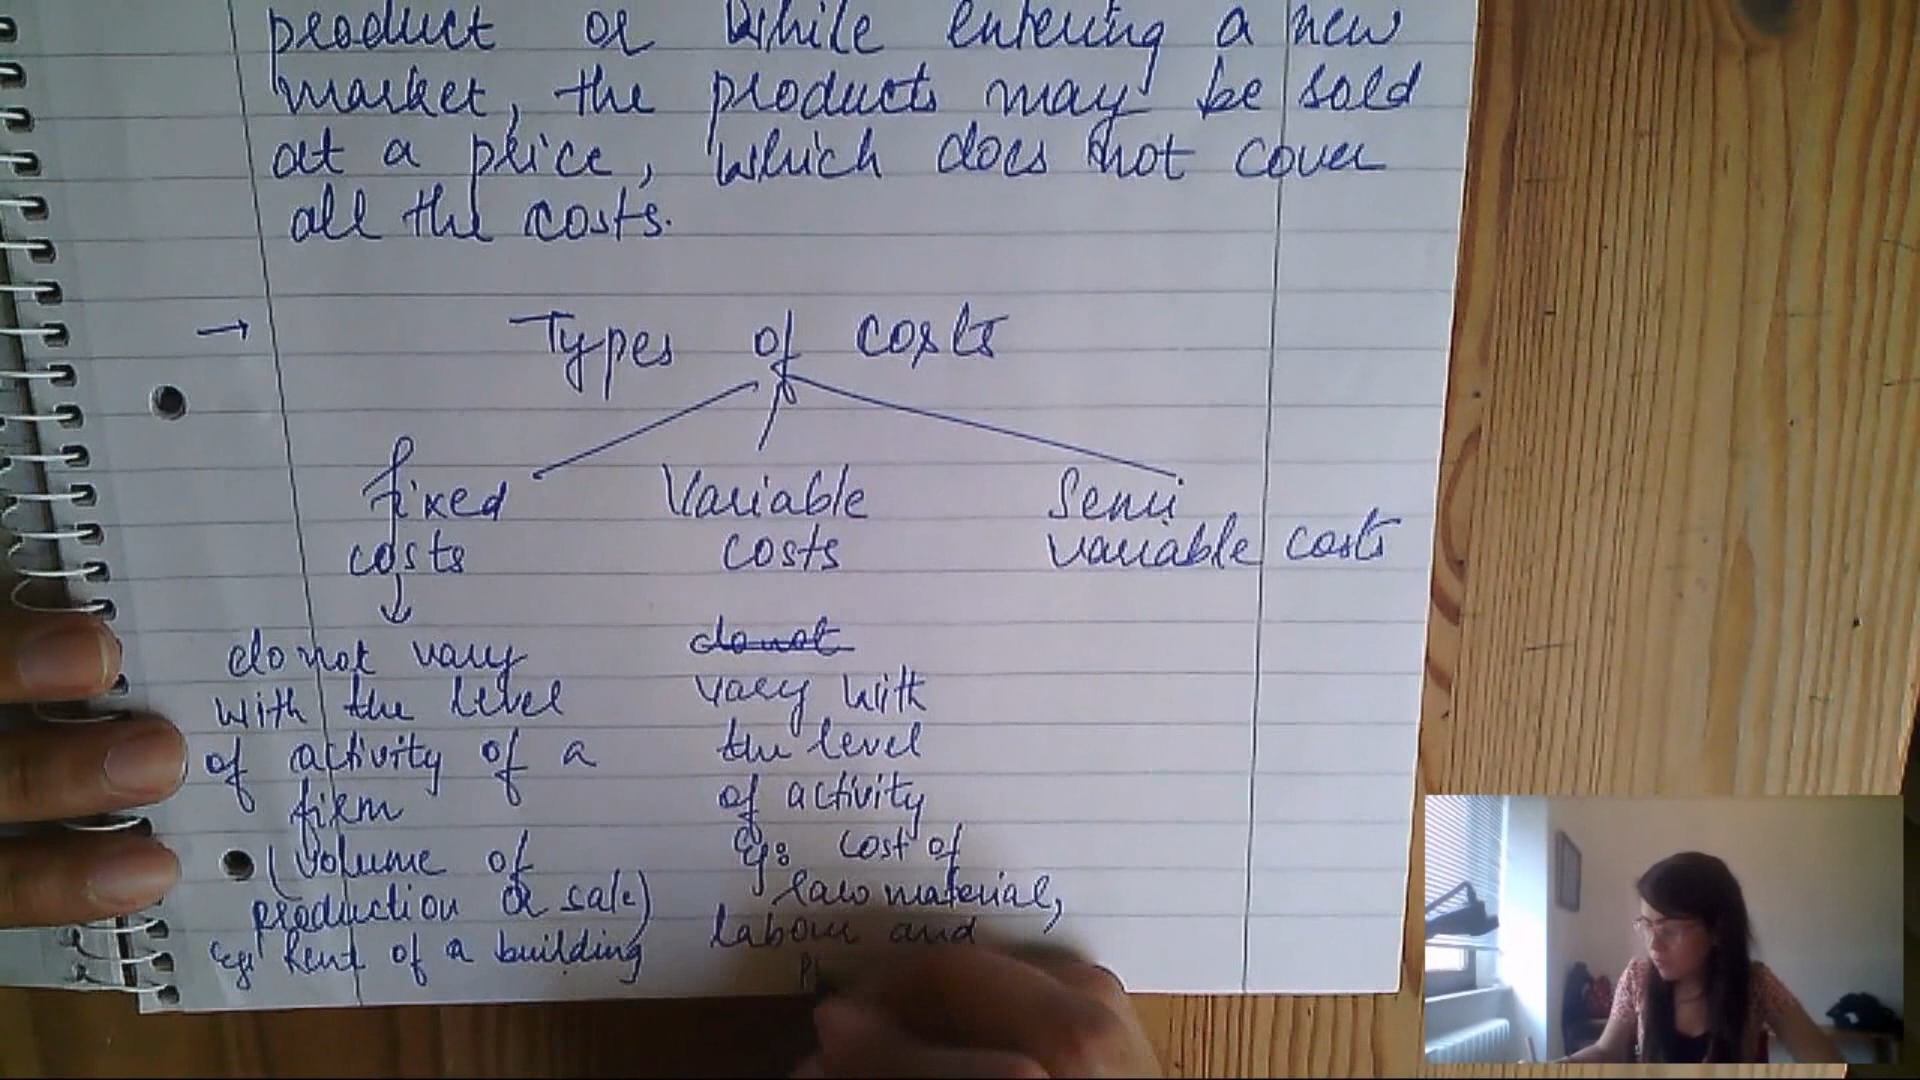 product or while entering a new
market, the products may be sold
at a price, which does not cover
all the costs.
→ Types of costs
fixed
costs
do not vary
with the level
of activity of a
firm
(volume of
production or sale)
eg: Rent of a building
Variable
costs
do not
vary with
the level
of activity
Eg: cost of
raw material,
labour and
Semi
variable costs